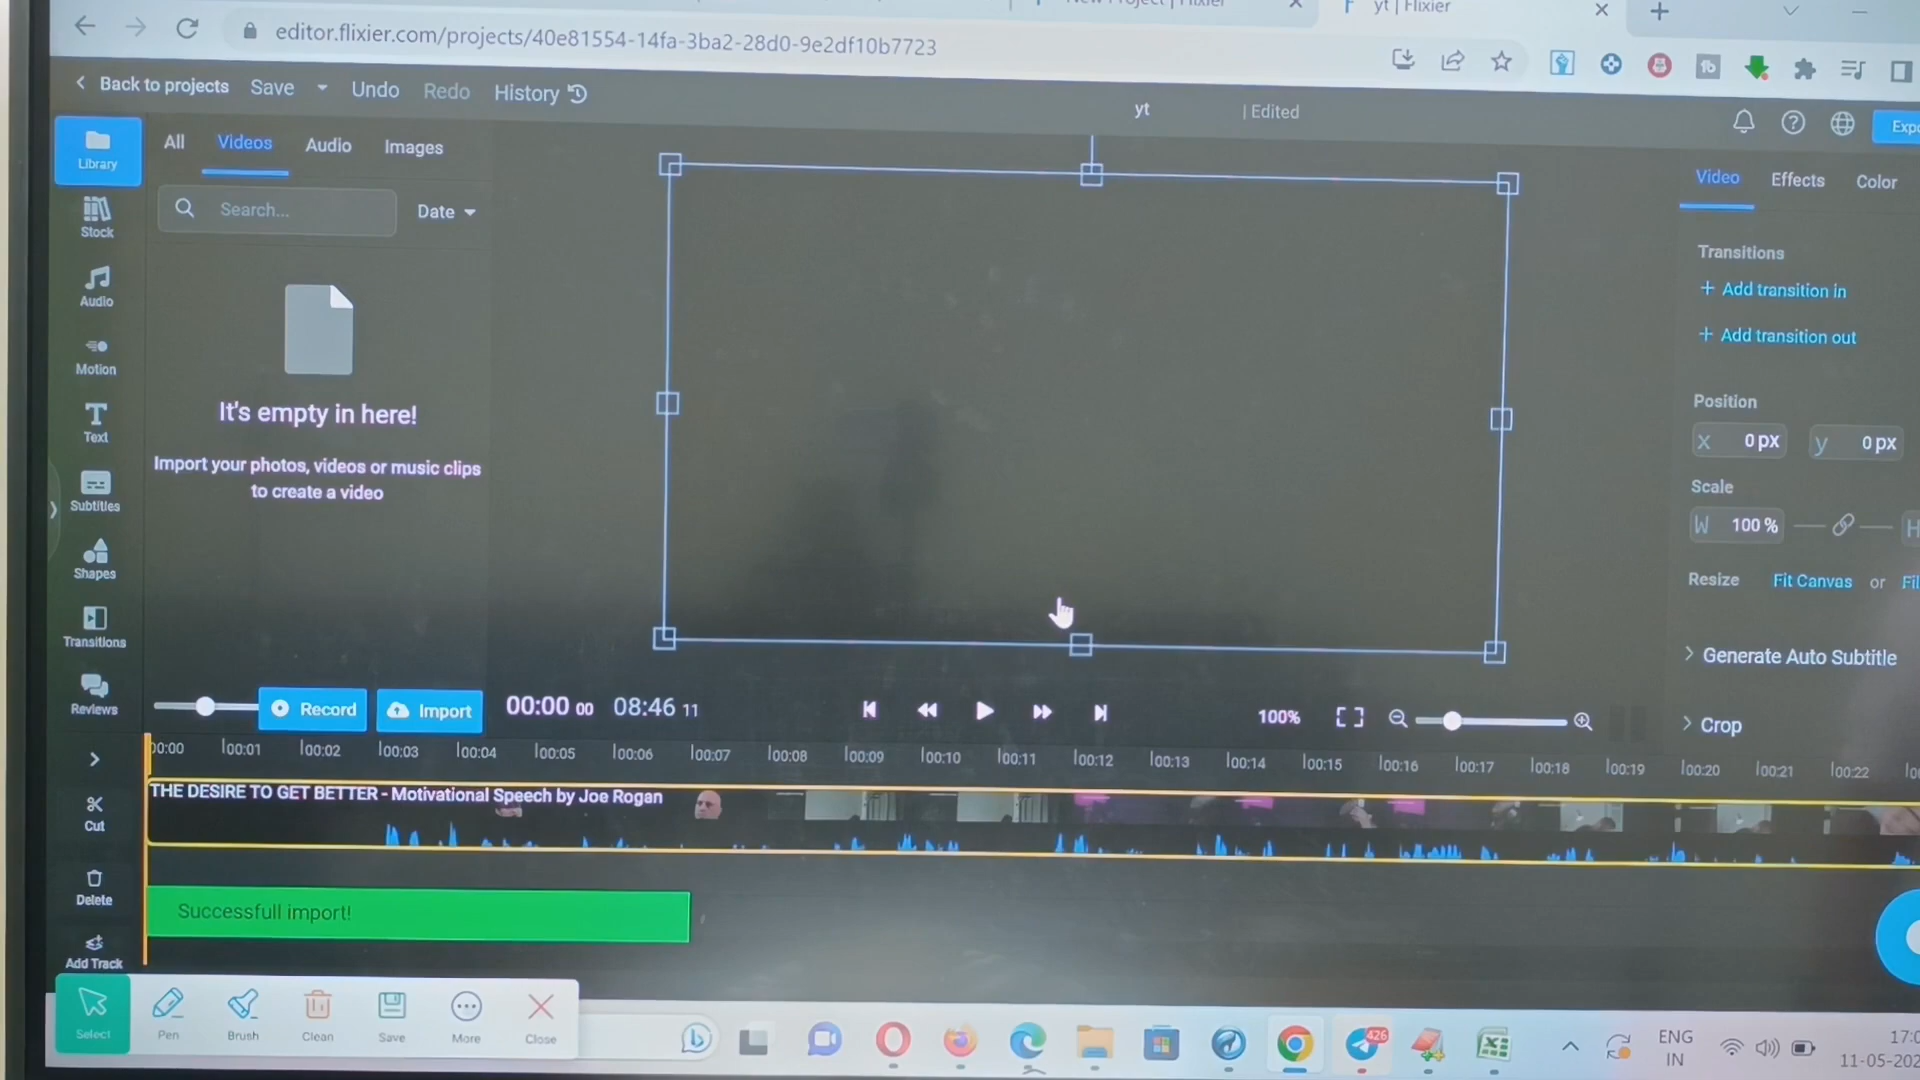 yt | Flixier
editor.flixier.com/projects/40e81554-14fa-3ba2-28d0-9e2df10b7723
Back to projects Save Undo Redo History
yt | Edited
Library
All Videos Audio Images
Search...
Date
Stock
Audio
Motion
Text
Subtitles
Shapes
Transitions
Reviews
It's empty in here!
Import your photos, videos or music clips
to create a video
Record Import
00:00 00 08:46 11
100%
Video Effects Color
Transitions
+ Add transition in
+ Add transition out
Position
x 0 px y 0 px
Scale
W 100 % H
Resize Fit Canvas or
Generate Auto Subtitle
Crop
00:00 00:01 00:02 00:03 00:04 00:05 00:06 00:07 00:08 00:09 00:10 00:11 00:12 00:13 00:14 00:15 00:16 00:17 00:18 00:19 00:20 00:21 00:22
THE DESIRE TO GET BETTER - Motivational Speech by Joe Rogan
Cut
Delete
Add Track
Successfull import!
Select Pen Brush Clean Save More Close
426
ENG
IN